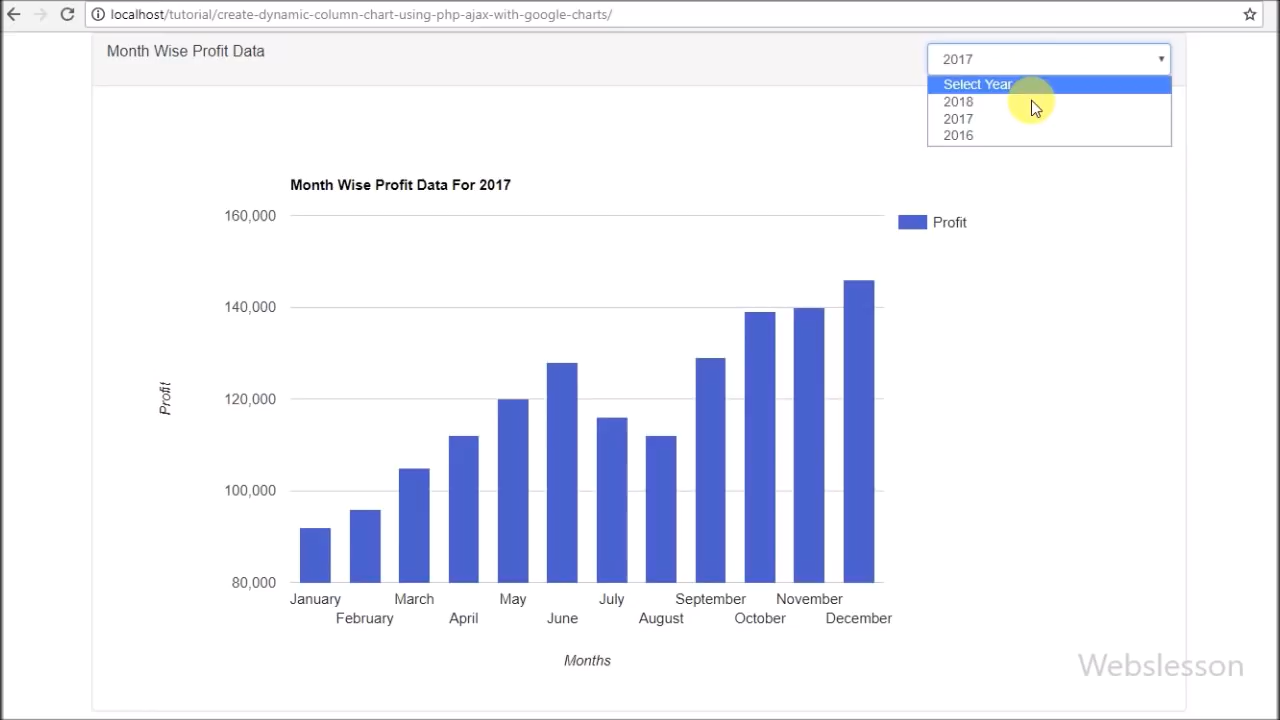 localhost/tutorial/create-dynamic-column-chart-using-php-ajax-with-google-charts/
Month Wise Profit Data
2017
Select Year
2018
2017
2016
Month Wise Profit Data For 2017
160,000
Profit
140,000
120,000
Profit
100,000
80,000
January March May July September November
February April June August October December
Months
Webslesson